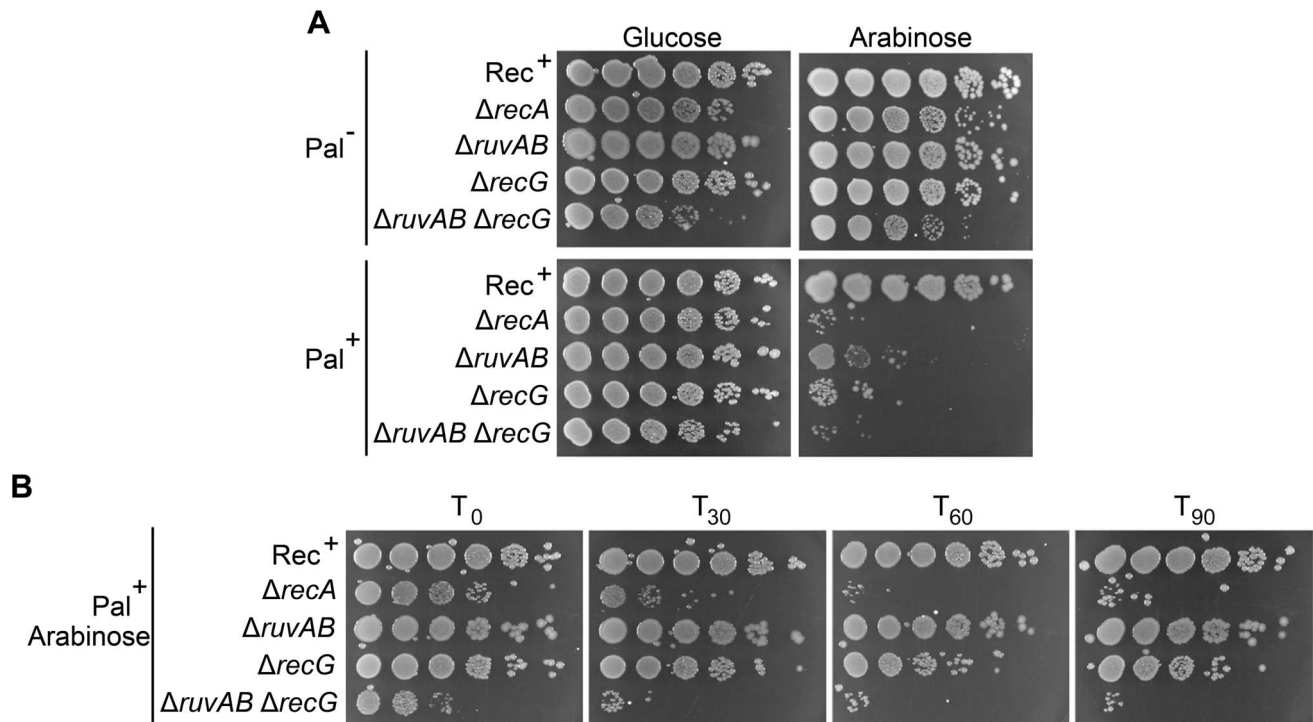 A
Glucose Arabinose
Pal-
Rec+
ΔrecA
ΔruvAB
ΔrecG
ΔruvAB ΔrecG
Pal+
Rec+
ΔrecA
ΔruvAB
ΔrecG
ΔruvAB ΔrecG
B
T0 T30 T60 T90
Pal+
Arabinose
Rec+
ΔrecA
ΔruvAB
ΔrecG
ΔruvAB ΔrecG